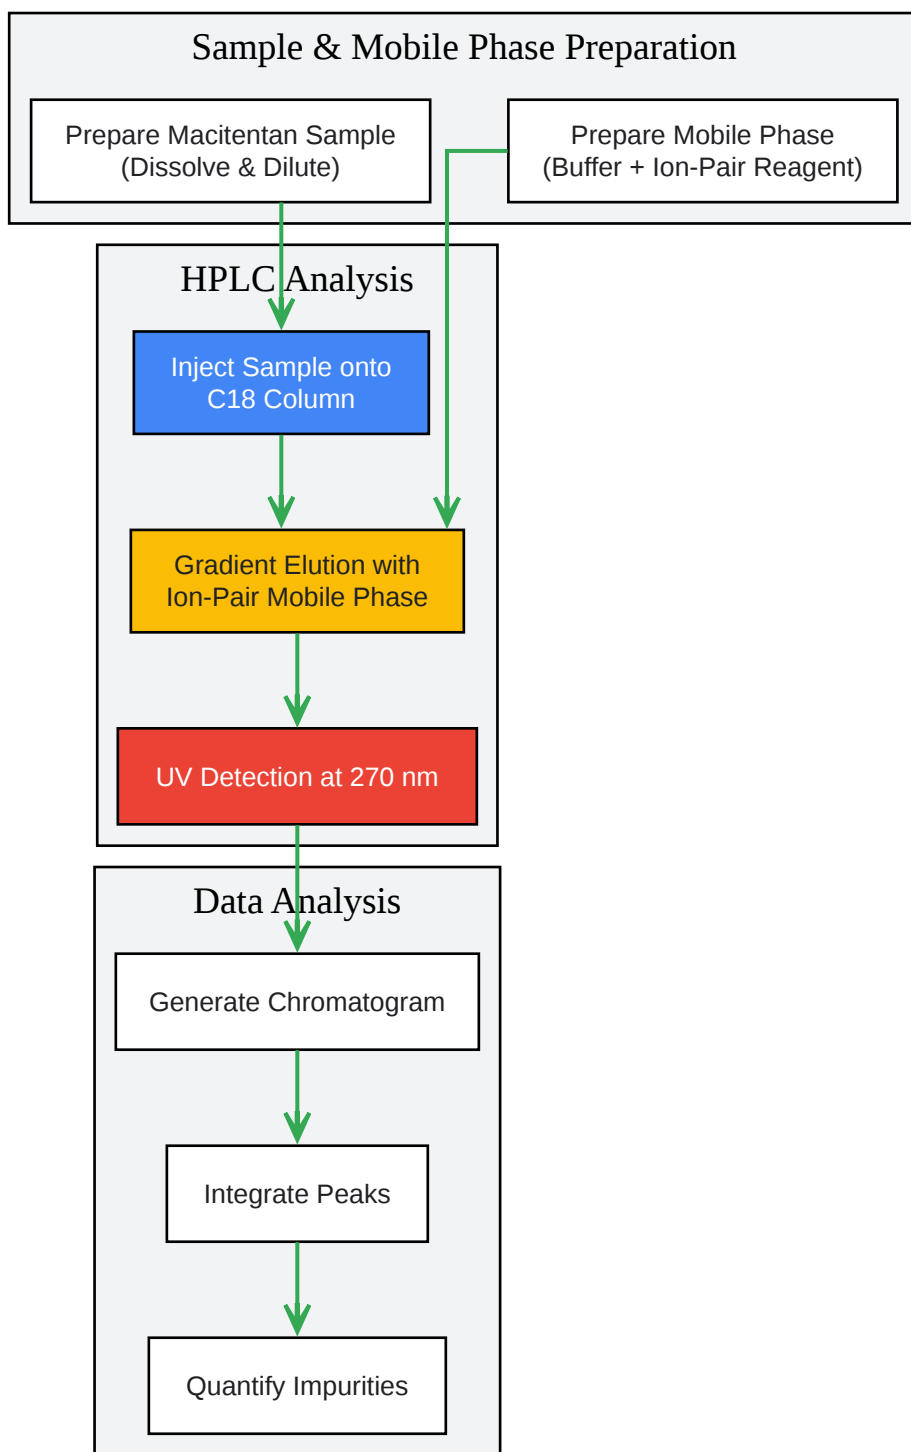 Sample & Mobile Phase Preparation
Prepare Macitentan Sample
(Dissolve & Dilute)
Prepare Mobile Phase
(Buffer + Ion-Pair Reagent)
HPLC Analysis
Inject Sample onto
C18 Column
Gradient Elution with
Ion-Pair Mobile Phase
UV Detection at 270 nm
Data Analysis
Generate Chromatogram
Integrate Peaks
Quantify Impurities